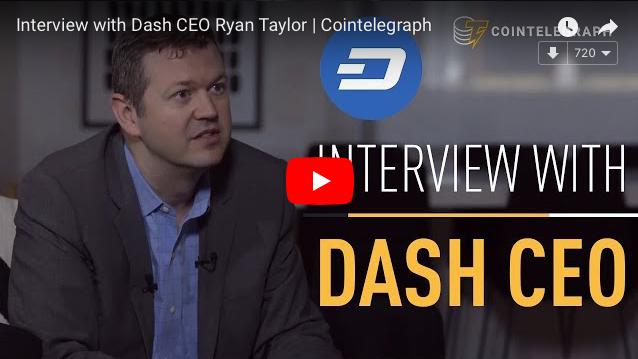 Interview with Dash CEO Ryan Taylor | Cointelegraph
COINTELEGRAPH
720
INTERVIEW WITH
DASH CEO